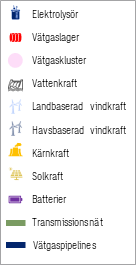 Elektrolysör
Vätgaslager
Vätgaskluster
Vattenkraft
Landbaserad vindkraft
Havsbaserad vindkraft
Kärnkraft
Solkraft
Batterier
Transmissionsnät
Vätgaspipelines